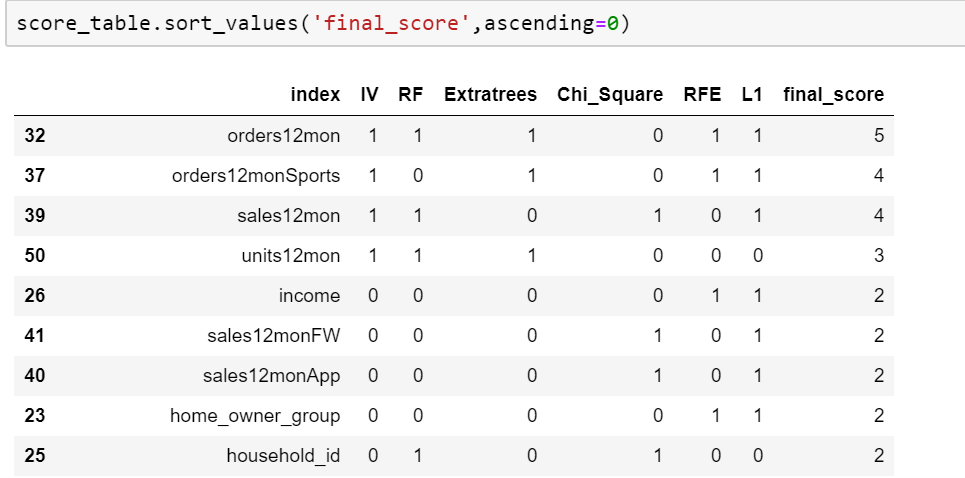 score_table.sort_values('final_score',ascending=0)
index IV RF Extratrees Chi_Square RFE L1 final_score
32 orders12mon 1 1 1 0 1 1 5
37 orders12monSports 1 0 1 0 1 1 4
39 sales12mon 1 1 0 1 0 1 4
50 units12mon 1 1 1 0 0 0 3
26 income 0 0 0 0 1 1 2
41 sales12monFW 0 0 0 1 0 1 2
40 sales12monApp 0 0 0 1 0 1 2
23 home_owner_group 0 0 0 0 1 1 2
25 household_id 0 1 0 1 0 0 2